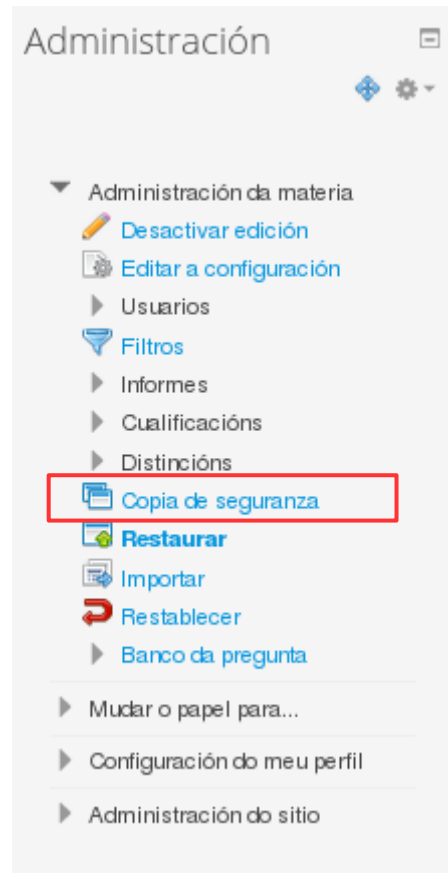 Administración
Administración da materia
Desactivar edición
Editar a configuración
Usuarios
Filtros
Informes
Cualificacións
Distincións
Copia de seguranza
Restaurar
Importar
Restablecer
Banco da pregunta
Mudar o papel para...
Configuración do meu perfil
Administración do sitio